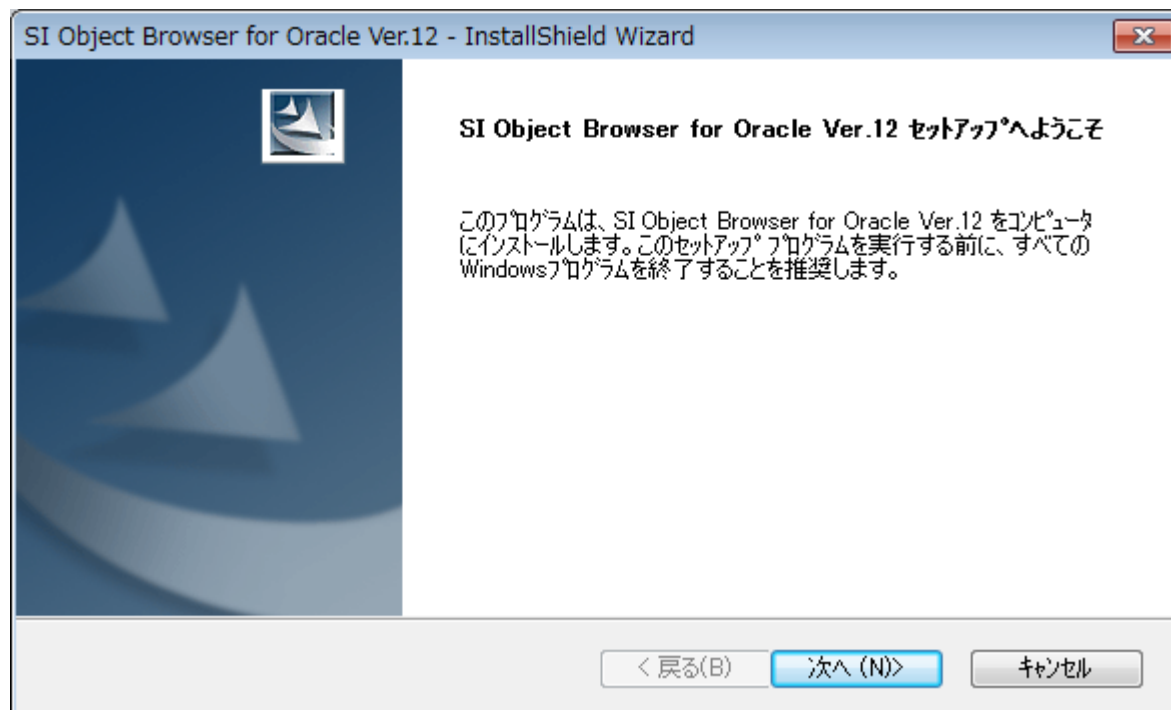 SI Object Browser for Oracle Ver.12 - InstallShield Wizard
SI Object Browser for Oracle Ver.12 ｾｯﾄｱｯﾌﾟへようこそ
このﾌﾟﾛｸﾞﾗﾑは、SI Object Browser for Oracle Ver.12 をｺﾝﾋﾟｭｰﾀ
にｲﾝｽﾄｰﾙします。このｾｯﾄｱｯﾌﾟ ﾌﾟﾛｸﾞﾗﾑを実行する前に、すべての
Windowsﾌﾟﾛｸﾞﾗﾑを終了することを推奨します。
< 戻る(B)
次へ (N)>
ｷｬﾝｾﾙ